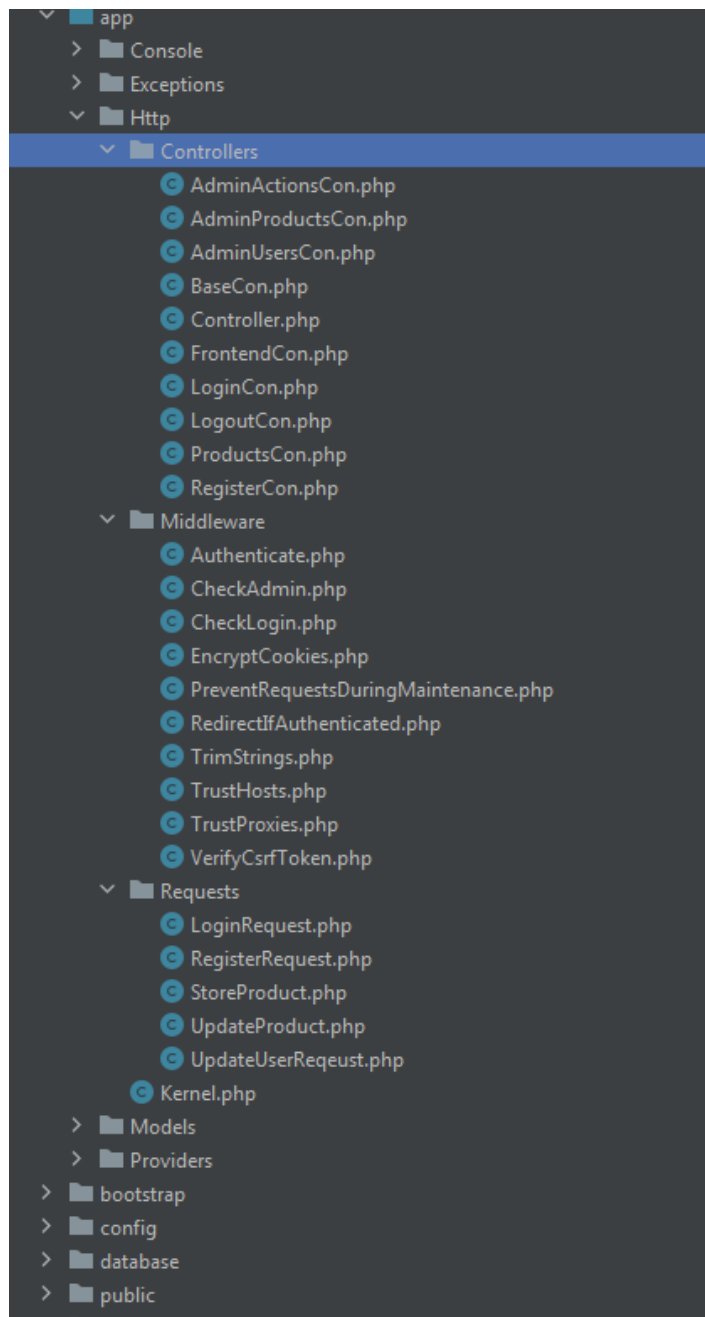 app
Console
Exceptions
Http
Controllers
AdminActionsCon.php
AdminProductsCon.php
AdminUsersCon.php
BaseCon.php
Controller.php
FrontendCon.php
LoginCon.php
LogoutCon.php
ProductsCon.php
RegisterCon.php
Middleware
Authenticate.php
CheckAdmin.php
CheckLogin.php
EncryptCookies.php
PreventRequestsDuringMaintenance.php
RedirectIfAuthenticated.php
TrimStrings.php
TrustHosts.php
TrustProxies.php
VerifyCsrfToken.php
Requests
LoginRequest.php
RegisterRequest.php
StoreProduct.php
UpdateProduct.php
UpdateUserReqeust.php
Kernel.php
Models
Providers
bootstrap
config
database
public